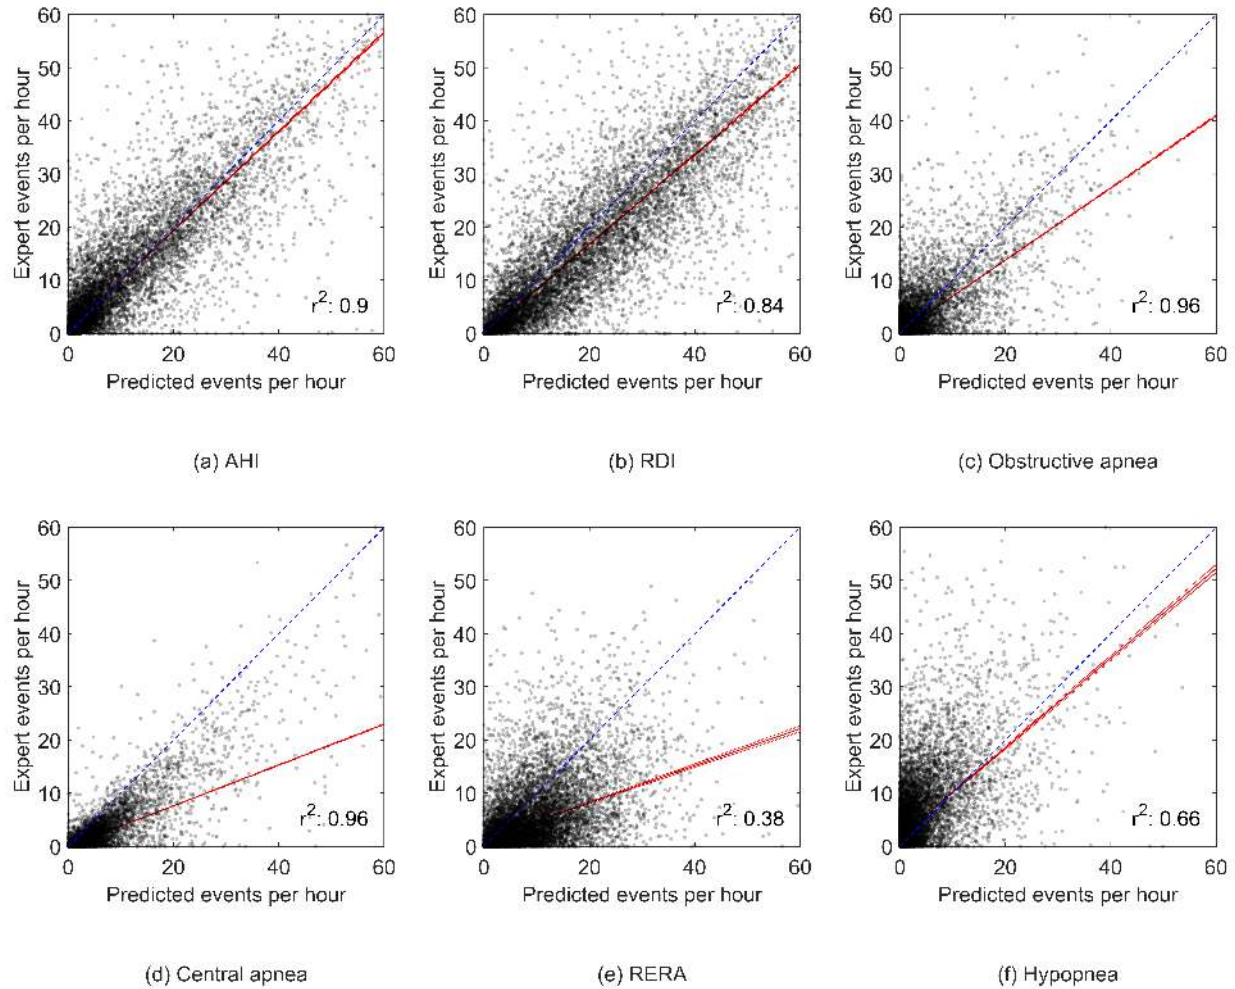 60
50
40
30
20
10
0
0 20 40 60
Expert events per hour
Predicted events per hour
r2: 0.9
(a) AHI
60
50
40
30
20
10
0
0 20 40 60
Expert events per hour
Predicted events per hour
r2: 0.84
(b) RDI
60
50
40
30
20
10
0
0 20 40 60
Expert events per hour
Predicted events per hour
r2: 0.96
(c) Obstructive apnea
60
50
40
30
20
10
0
0 20 40 60
Expert events per hour
Predicted events per hour
r2: 0.96
(d) Central apnea
60
50
40
30
20
10
0
0 20 40 60
Expert events per hour
Predicted events per hour
r2: 0.38
(e) RERA
60
50
40
30
20
10
0
0 20 40 60
Expert events per hour
Predicted events per hour
r2: 0.66
(f) Hypopnea